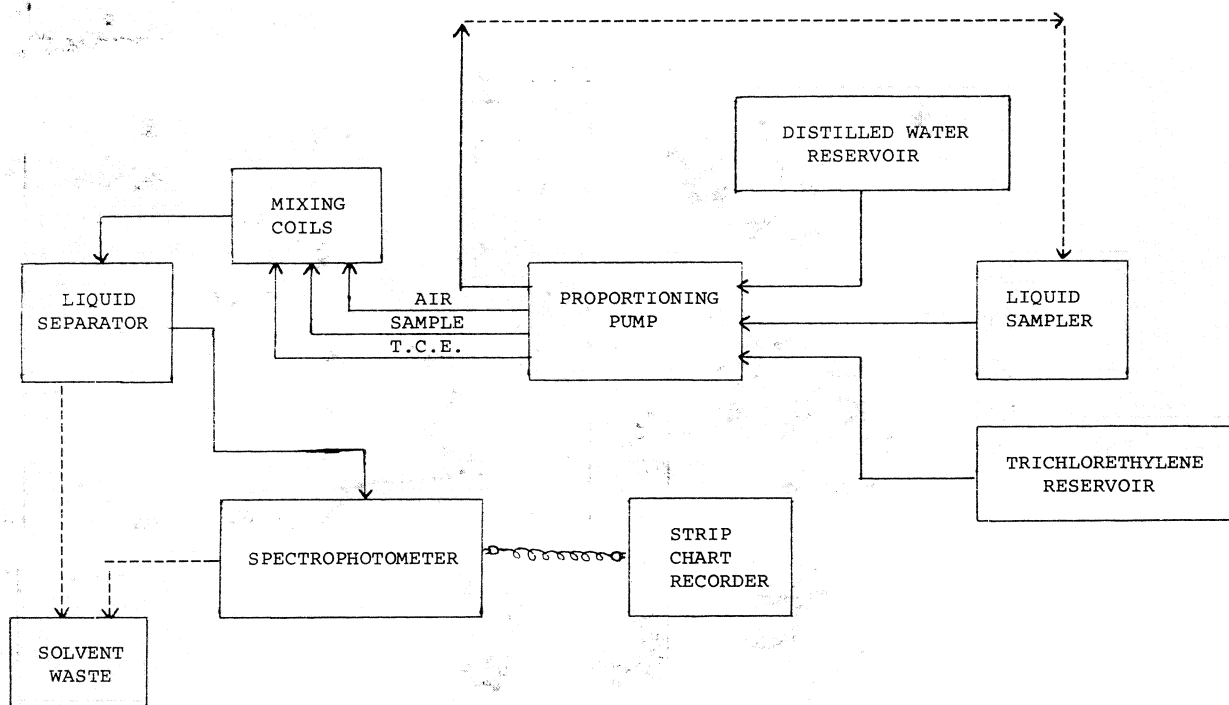 DISTILLED WATER
RESERVOIR
MIXING
COILS
LIQUID
SEPARATOR
AIR
SAMPLE
T.C.E.
PROPORTIONING
PUMP
LIQUID
SAMPLER
TRICHLORETHYLENE
RESERVOIR
SPECTROPHOTOMETER
STRIP
CHART
RECORDER
SOLVENT
WASTE